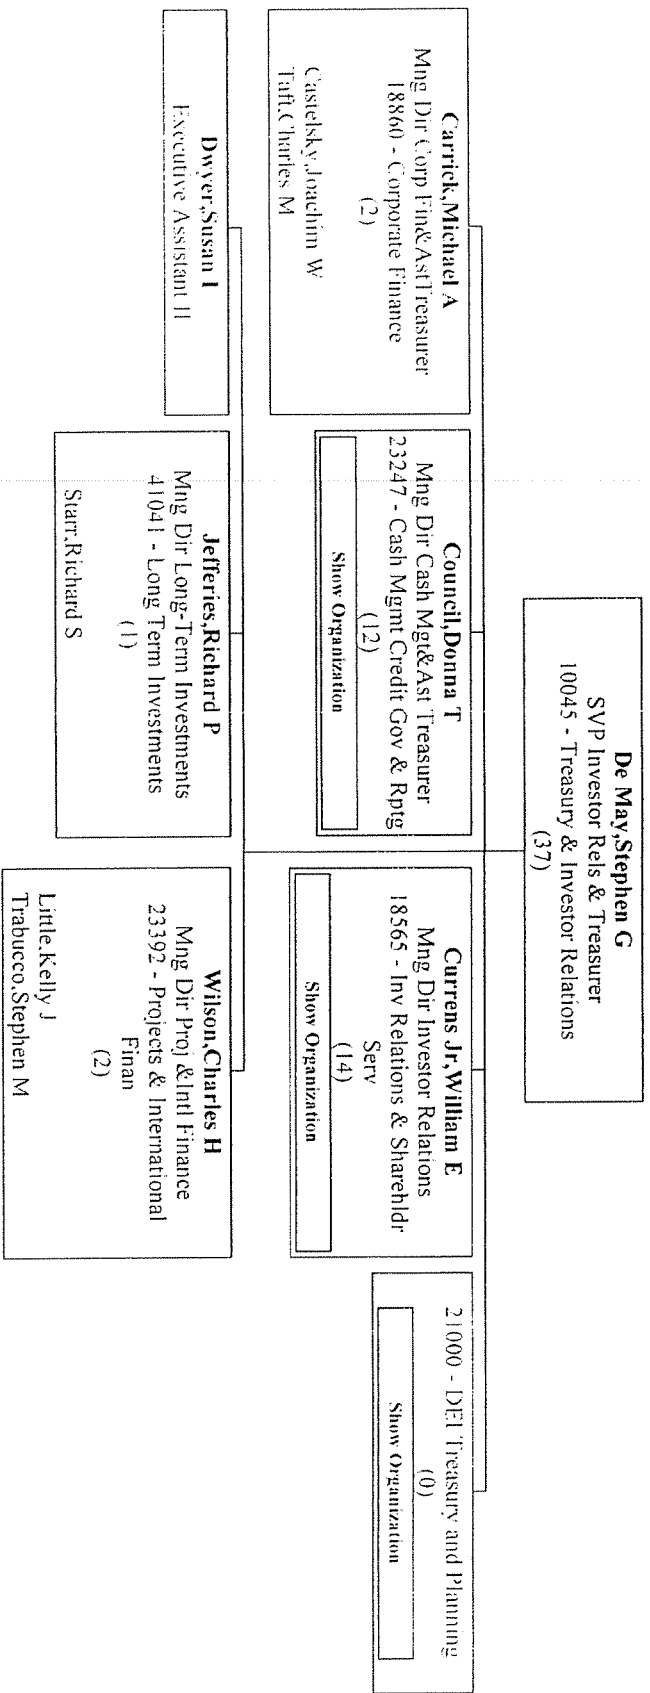 De May,Stephen G
SVP Investor Rels & Treasurer
10045 - Treasury & Investor Relations
(37)
Carrick,Michael A
Mng Dir Corp Fin&AstTreasurer
18860 - Corporate Finance
(2)
Castelsky,Joachim W
Taft,Charles M
Council,Donna T
Mng Dir Cash Mgt&Ast Treasurer
23247 - Cash Mgmt Credit Gov & Rptg
(12)
Show Organization
Currens Jr,William E
Mng Dir Investor Relations
18565 - Inv Relations & Sharehldr
Serv
(14)
Show Organization
21000 - DEI Treasury and Planning
(0)
Show Organization
Dwyer,Susan I
Executive Assistant II
Jefferies,Richard P
Mng Dir Long-Term Investments
41041 - Long Term Investments
(1)
Starr,Richard S
Wilson,Charles H
Mng Dir Proj &Intl Finance
23392 - Projects & International
Finan
(2)
Little,Kelly J
Trabucco,Stephen M